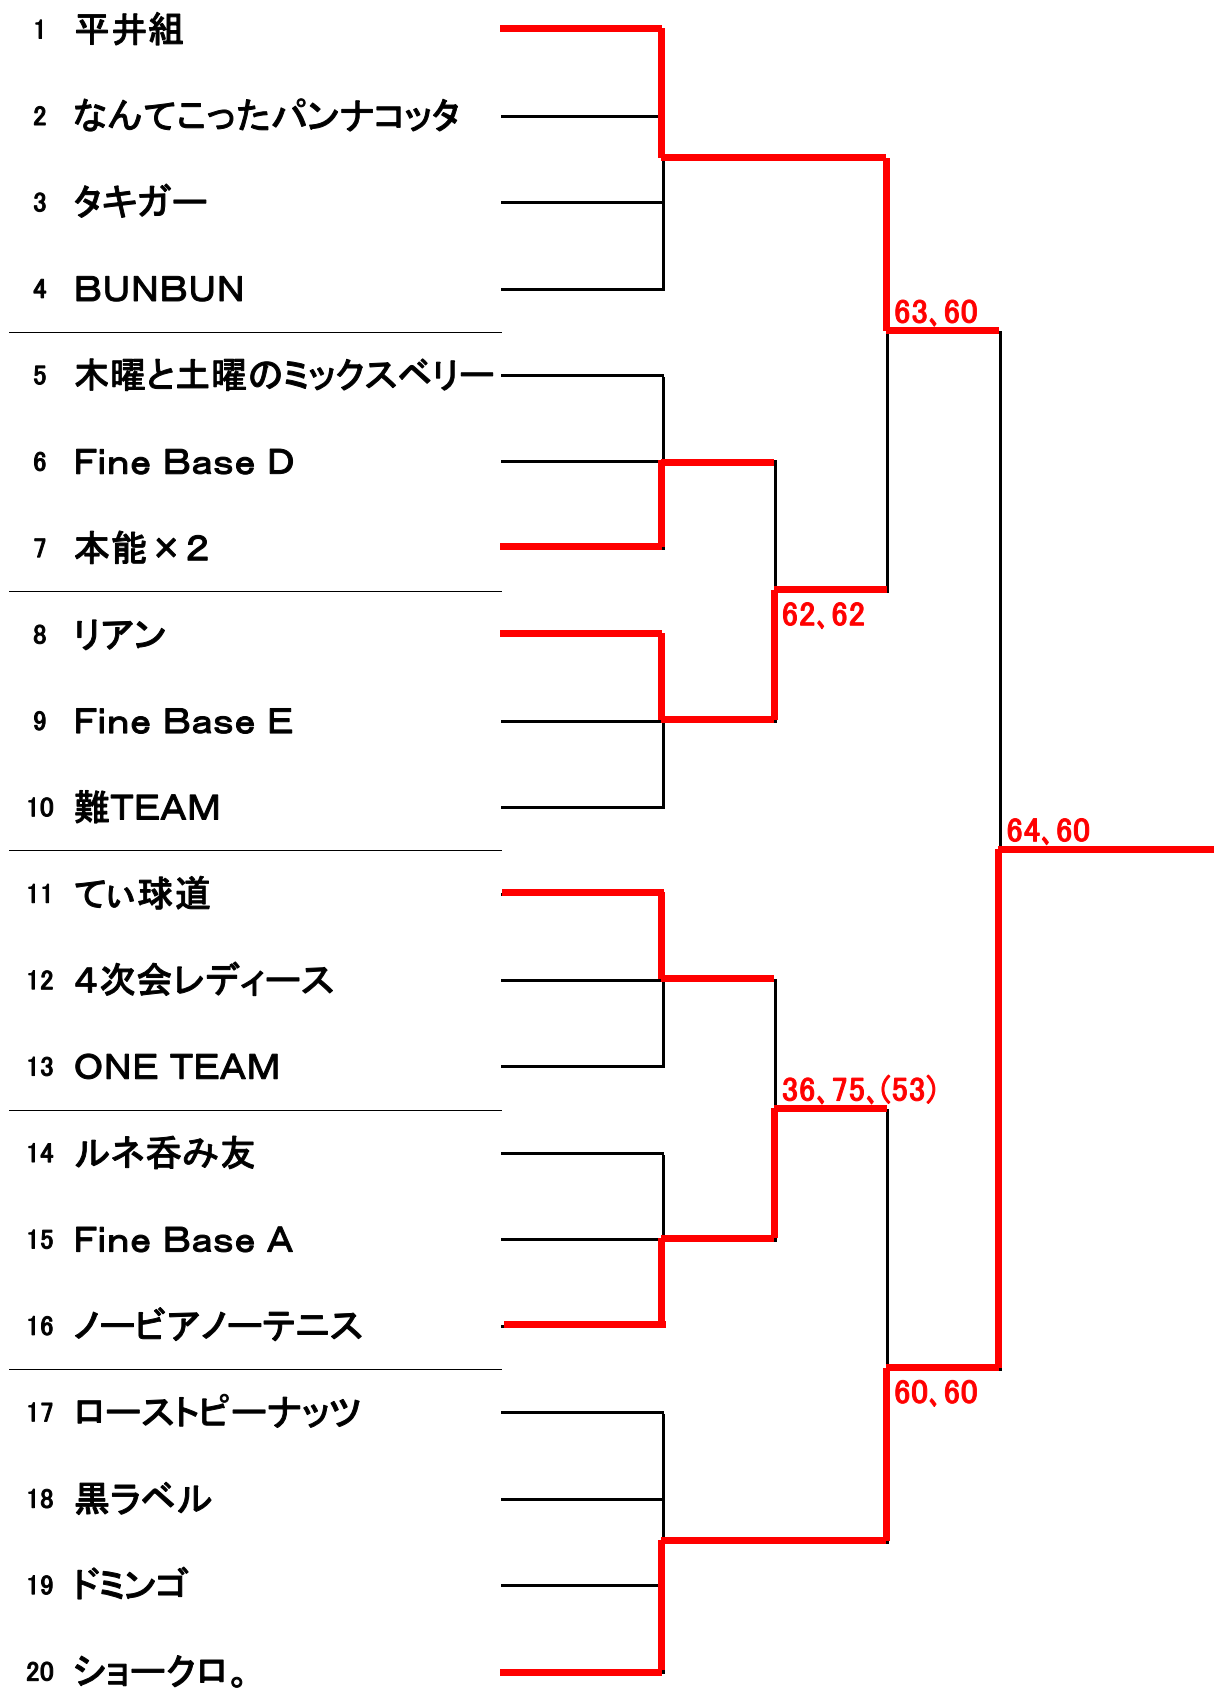 1 平井組
2 なんてこったパンナコッタ
3 タキガー
4 ＢＵＮＢＵＮ
63、60
5 木曜と土曜のミックスベリー
6 Ｆｉｎｅ Ｂａｓｅ Ｄ
7 本能×２
62、62
8 リアン
9 Ｆｉｎｅ Ｂａｓｅ Ｅ
10 難ＴＥＡＭ
64、60
11 てぃ球道
12 ４次会レディース
13 ＯＮＥ ＴＥＡＭ
36、75、(53)
14 ルネ呑み友
15 Ｆｉｎｅ Ｂａｓｅ Ａ
16 ノービアノーテニス
60、60
17 ローストピーナッツ
18 黒ラベル
19 ドミンゴ
20 ショークロ。